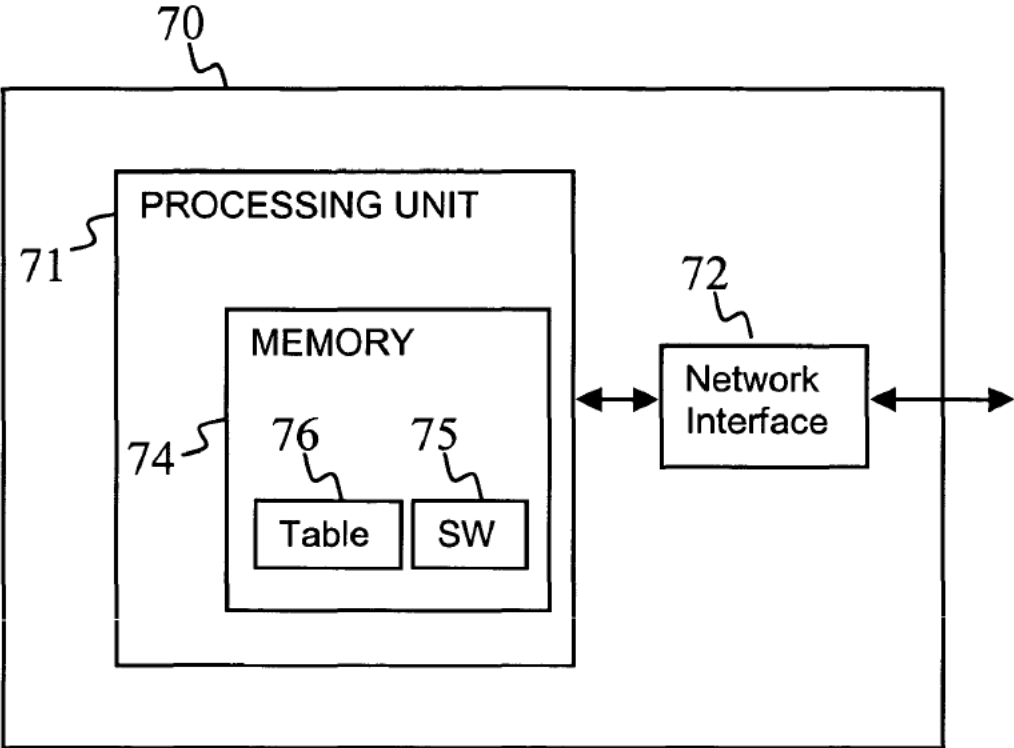 70
PROCESSING UNIT
71
72
MEMORY
Network
Interface
74
76
75
Table
SW